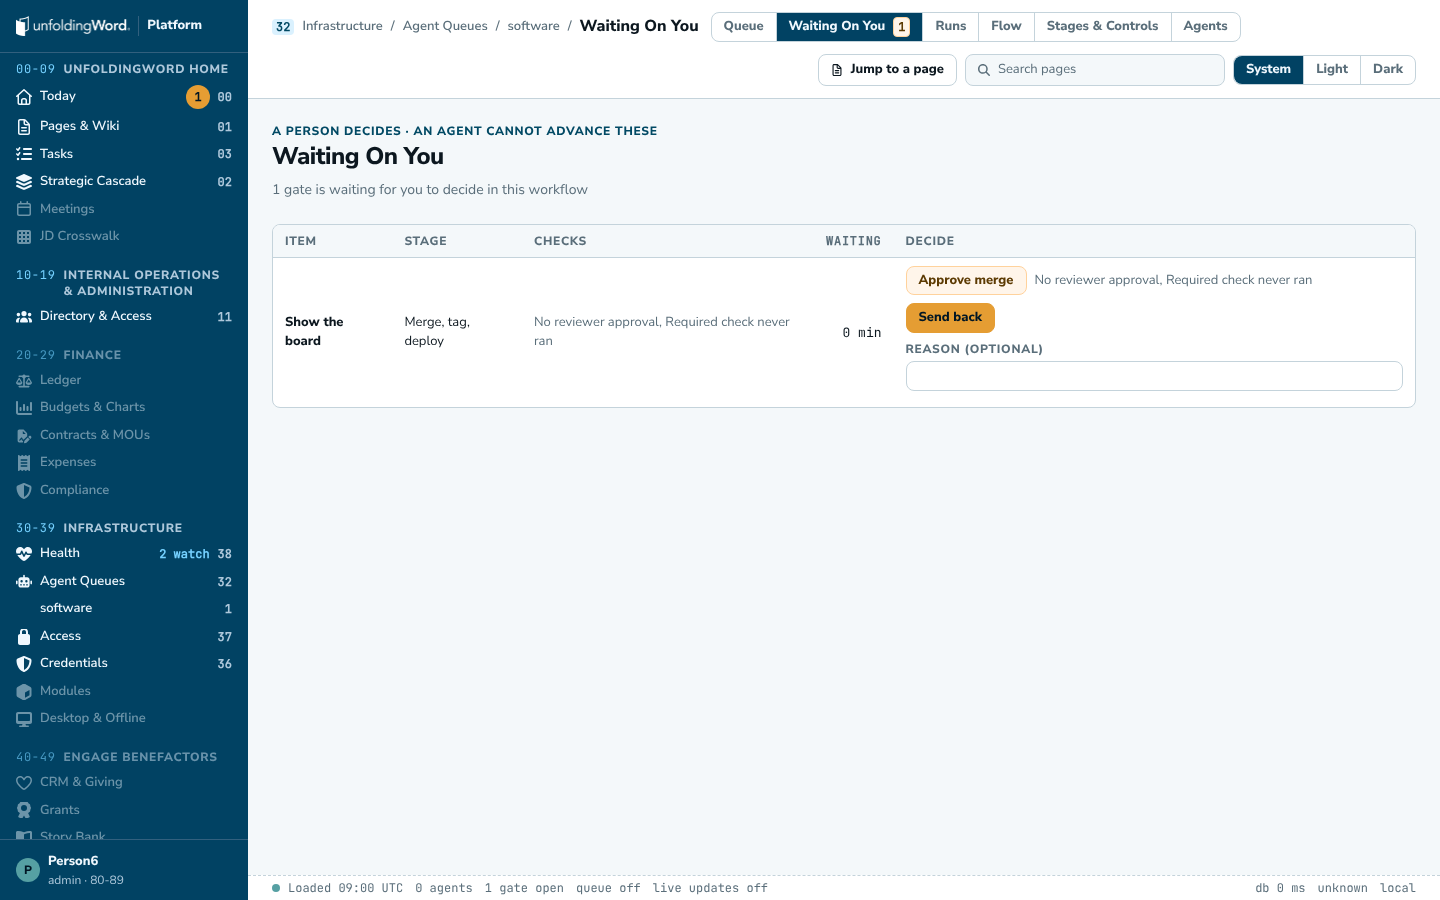 unfoldingWord. Platform
00-09 UNFOLDINGWORD HOME
Today 1 00
Pages & Wiki 01
Tasks 03
Strategic Cascade 02
Meetings
JD Crosswalk
10-19 INTERNAL OPERATIONS
& ADMINISTRATION
Directory & Access 11
20-29 FINANCE
Ledger
Budgets & Charts
Contracts & MOUs
Expenses
Compliance
30-39 INFRASTRUCTURE
Health 2 watch 38
Agent Queues 32
software 1
Access 37
Credentials 36
Modules
Desktop & Offline
40-49 ENGAGE BENEFACTORS
CRM & Giving
Grants
Story Bank
P Person6
admin · 80-89
32 Infrastructure / Agent Queues / software / Waiting On You
Queue Waiting On You 1 Runs Flow Stages & Controls Agents
Jump to a page Search pages System Light Dark
A PERSON DECIDES · AN AGENT CANNOT ADVANCE THESE
Waiting On You
1 gate is waiting for you to decide in this workflow
ITEM STAGE CHECKS WAITING DECIDE
Show the
board
Merge, tag,
deploy
No reviewer approval, Required check never
ran
0 min
Approve merge No reviewer approval, Required check never ran
Send back
REASON (OPTIONAL)
Loaded 09:00 UTC 0 agents 1 gate open queue off live updates off db 0 ms unknown local